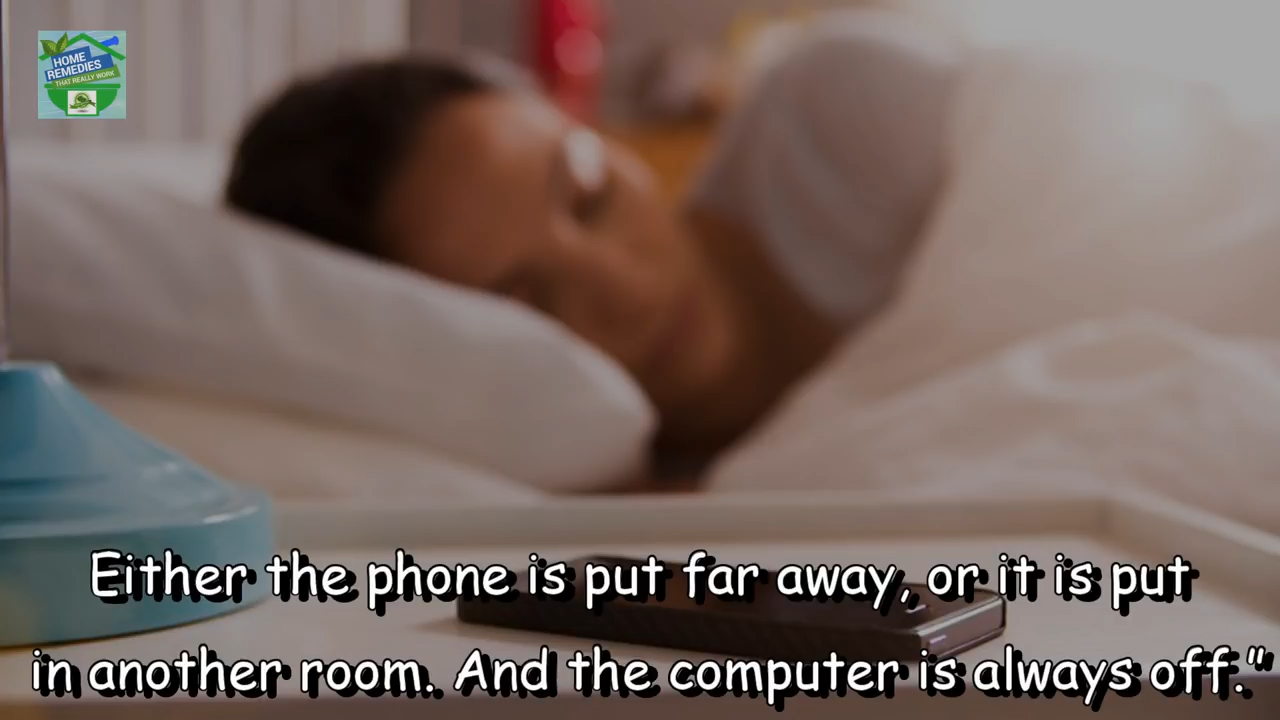 HOME
REMEDIES
THAT REALLY WORK
Either the phone is put far away, or it is put
in another room. And the computer is always off."